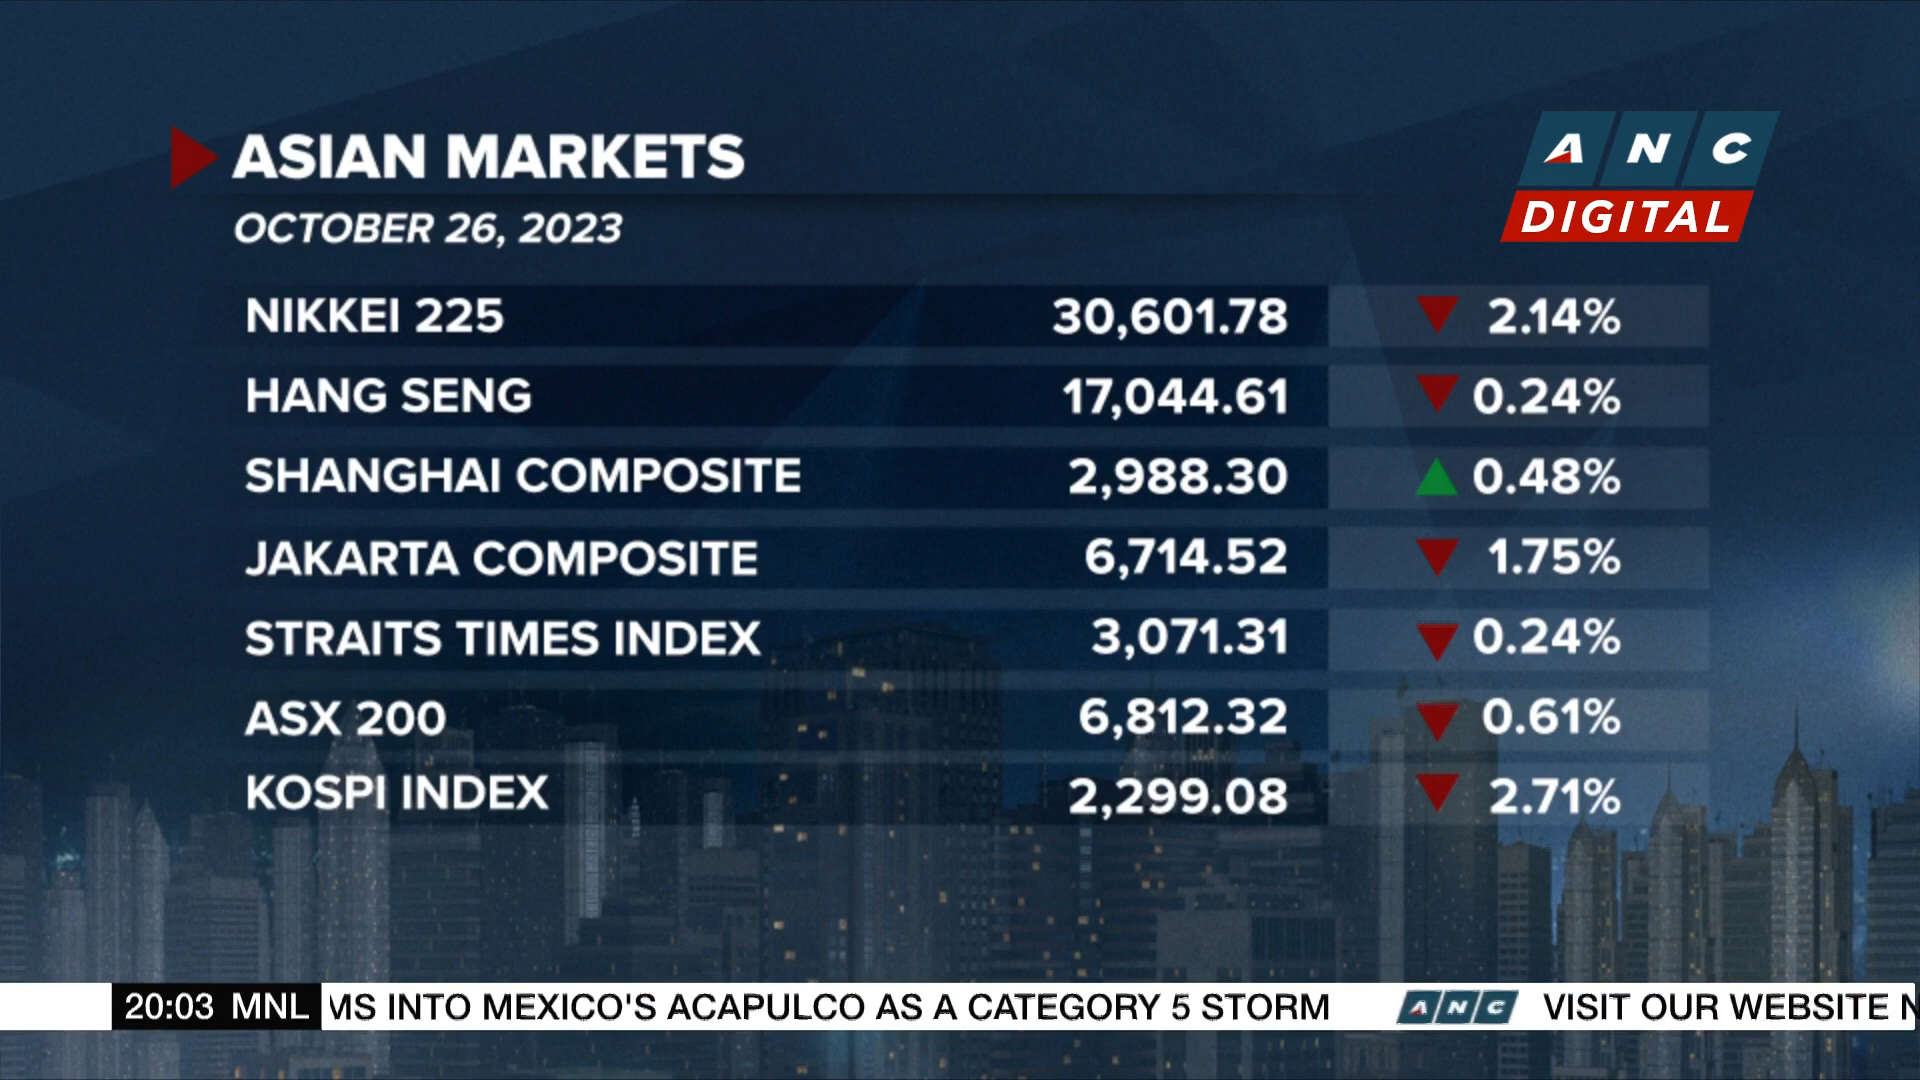 ASIAN MARKETS
OCTOBER 26, 2023
ANC
DIGITAL
NIKKEI 225 30,601.78 ▼ 2.14%
HANG SENG 17,044.61 ▼ 0.24%
SHANGHAI COMPOSITE 2,988.30 ▲ 0.48%
JAKARTA COMPOSITE 6,714.52 ▼ 1.75%
STRAITS TIMES INDEX 3,071.31 ▼ 0.24%
ASX 200 6,812.32 ▼ 0.61%
KOSPI INDEX 2,299.08 ▼ 2.71%
20:03 MNL MS INTO MEXICO'S ACAPULCO AS A CATEGORY 5 STORM ANC VISIT OUR WEBSITE N